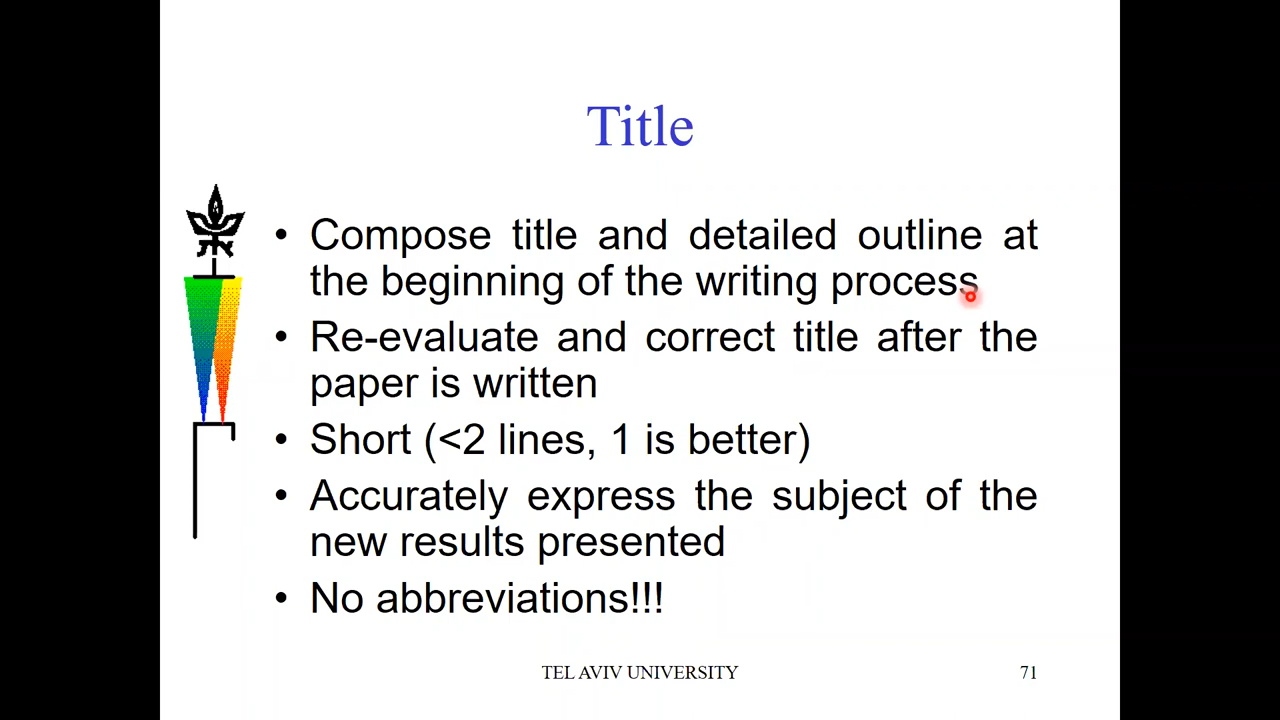 Title
• Compose title and detailed outline at
the beginning of the writing process
• Re-evaluate and correct title after the
paper is written
• Short (<2 lines, 1 is better)
• Accurately express the subject of the
new results presented
• No abbreviations!!!
TEL AVIV UNIVERSITY
71